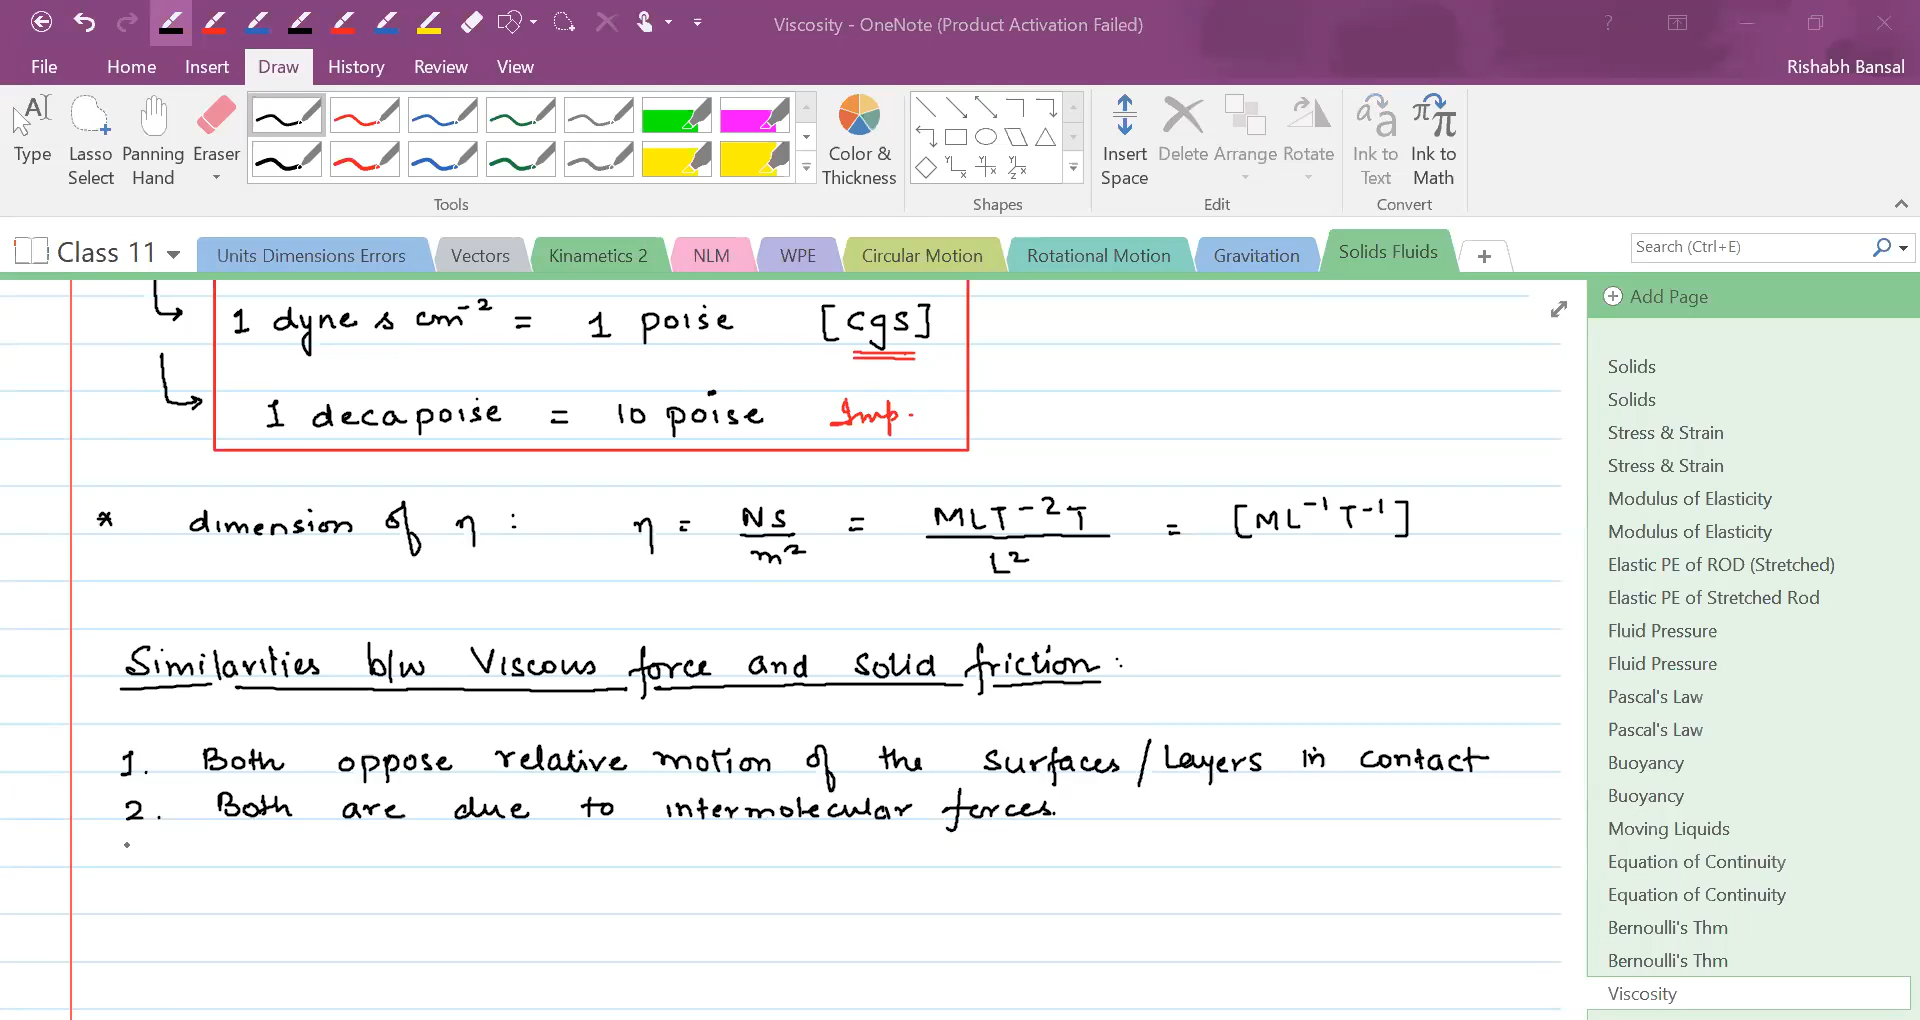 Viscosity - OneNote (Product Activation Failed)
?
File Home Insert Draw History Review View
Rishabh Bansal
Type
Lasso Select
Panning Hand
Eraser
Color & Thickness
Insert Space
Delete
Arrange
Rotate
Ink to Text
Ink to Math
Tools Shapes Edit Convert
Class 11
Units Dimensions Errors Vectors Kinametics 2 NLM WPE Circular Motion Rotational Motion Gravitation Solids Fluids +
Search (Ctrl+E)
1 dyne s cm⁻² = 1 poise [cgs]
1 decapoise = 10 poise Imp.
* dimension of η : η = NS/m² = MLT⁻²T/L² = [ML⁻¹T⁻¹]
Similarities b/w Viscous force and solid friction :
1. Both oppose relative motion of the surfaces/Layers in contact
2. Both are due to intermolecular forces.
Add Page
Solids
Solids
Stress & Strain
Stress & Strain
Modulus of Elasticity
Modulus of Elasticity
Elastic PE of ROD (Stretched)
Elastic PE of Stretched Rod
Fluid Pressure
Fluid Pressure
Pascal's Law
Pascal's Law
Buoyancy
Buoyancy
Moving Liquids
Equation of Continuity
Equation of Continuity
Bernoulli's Thm
Bernoulli's Thm
Viscosity